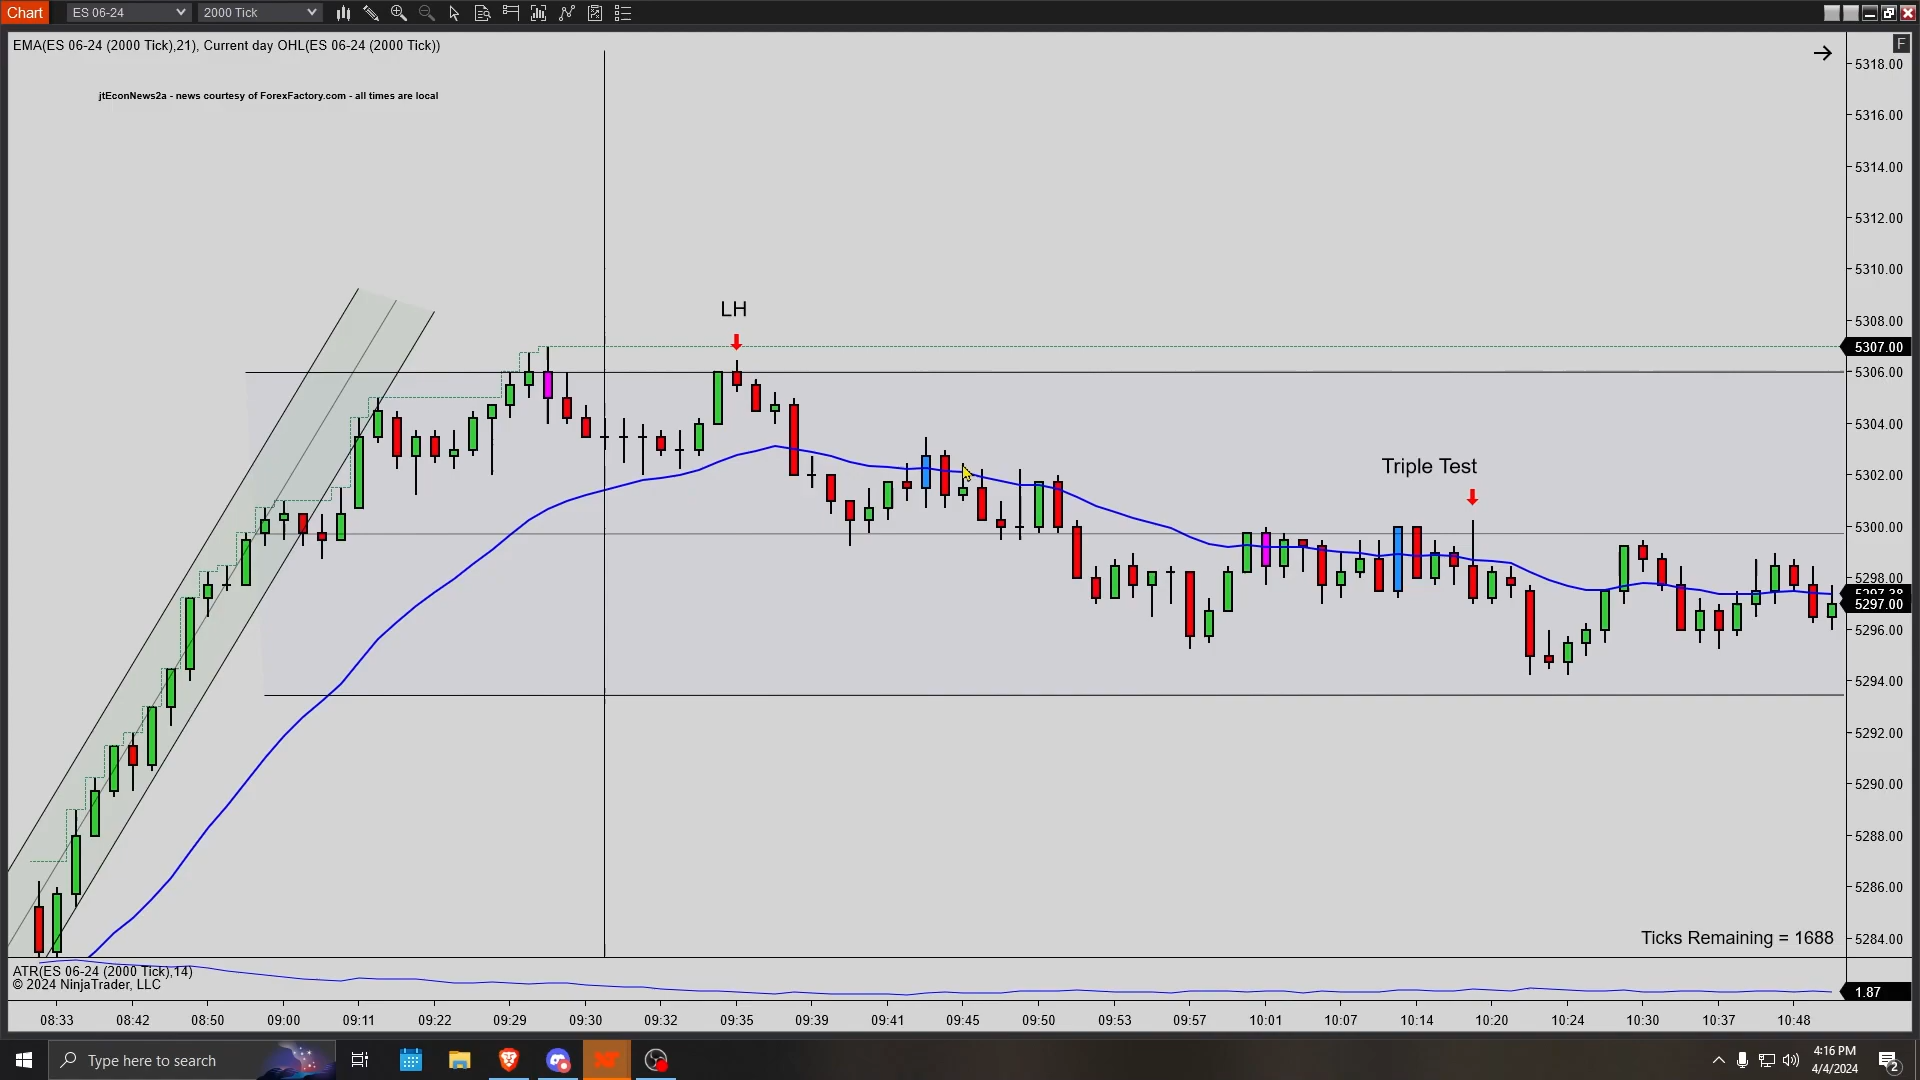 Chart
ES 06-24
2000 Tick
EMA(ES 06-24 (2000 Tick),21), Current day OHL(ES 06-24 (2000 Tick))
F
jtEconNews2a - news courtesy of ForexFactory.com - all times are local
LH
Triple Test
5318.00
5316.00
5314.00
5312.00
5310.00
5308.00
5307.00
5306.00
5304.00
5302.00
5300.00
5298.00
5297.00
5296.00
5294.00
5292.00
5290.00
5288.00
5286.00
5284.00
Ticks Remaining = 1688
ATR(ES 06-24 (2000 Tick),14)
© 2024 NinjaTrader, LLC
1.87
08:33 08:42 08:50 09:00 09:11 09:22 09:29 09:30 09:32 09:35 09:39 09:41 09:45 09:50 09:53 09:57 10:01 10:07 10:14 10:20 10:24 10:30 10:37 10:48
Type here to search
4:16 PM
4/4/2024
2